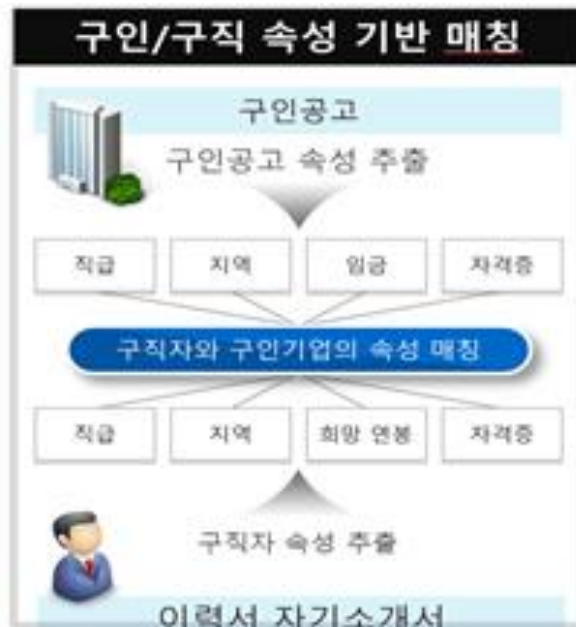 구인/구직 속성 기반 매칭
구인공고
구인공고 속성 추출
직급 지역 임금 자격증
구직자와 구인기업의 속성 매칭
직급 지역 희망 연봉 자격증
구직자 속성 추출
이력서 자기소개서